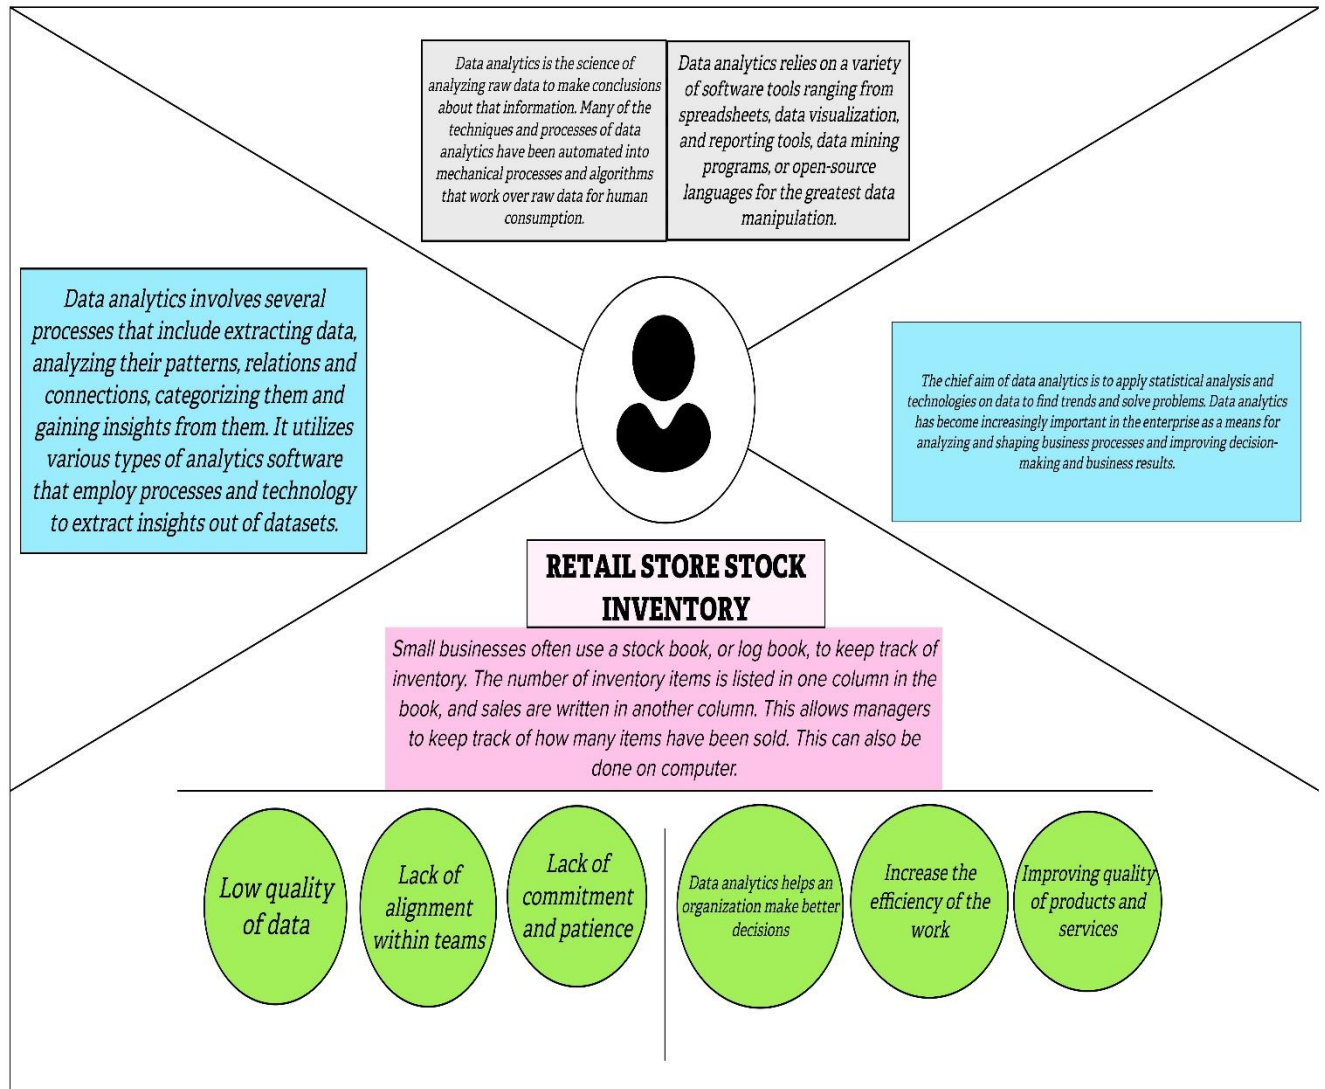 Data analytics is the science of
analyzing raw data to make conclusions
about that information. Many of the
techniques and processes of data
analytics have been automated into
mechanical processes and algorithms
that work over raw data for human
consumption.
Data analytics relies on a variety
of software tools ranging from
spreadsheets, data visualization,
and reporting tools, data mining
programs, or open-source
languages for the greatest data
manipulation.
Data analytics involves several
processes that include extracting data,
analyzing their patterns, relations and
connections, categorizing them and
gaining insights from them. It utilizes
various types of analytics software
that employ processes and technology
to extract insights out of datasets.
The chief aim of data analytics is to apply statistical analysis and
technologies on data to find trends and solve problems. Data analytics
has become increasingly important in the enterprise as a means for
analyzing and shaping business processes and improving decision-
making and business results.
RETAIL STORE STOCK
INVENTORY
Small businesses often use a stock book, or log book, to keep track of
inventory. The number of inventory items is listed in one column in the
book, and sales are written in another column. This allows managers
to keep track of how many items have been sold. This can also be
done on computer.
Low quality
of data
Lack of
alignment
within teams
Lack of
commitment
and patience
Data analytics helps an
organization make better
decisions
Increase the
efficiency of the
work
Improving quality
of products and
services